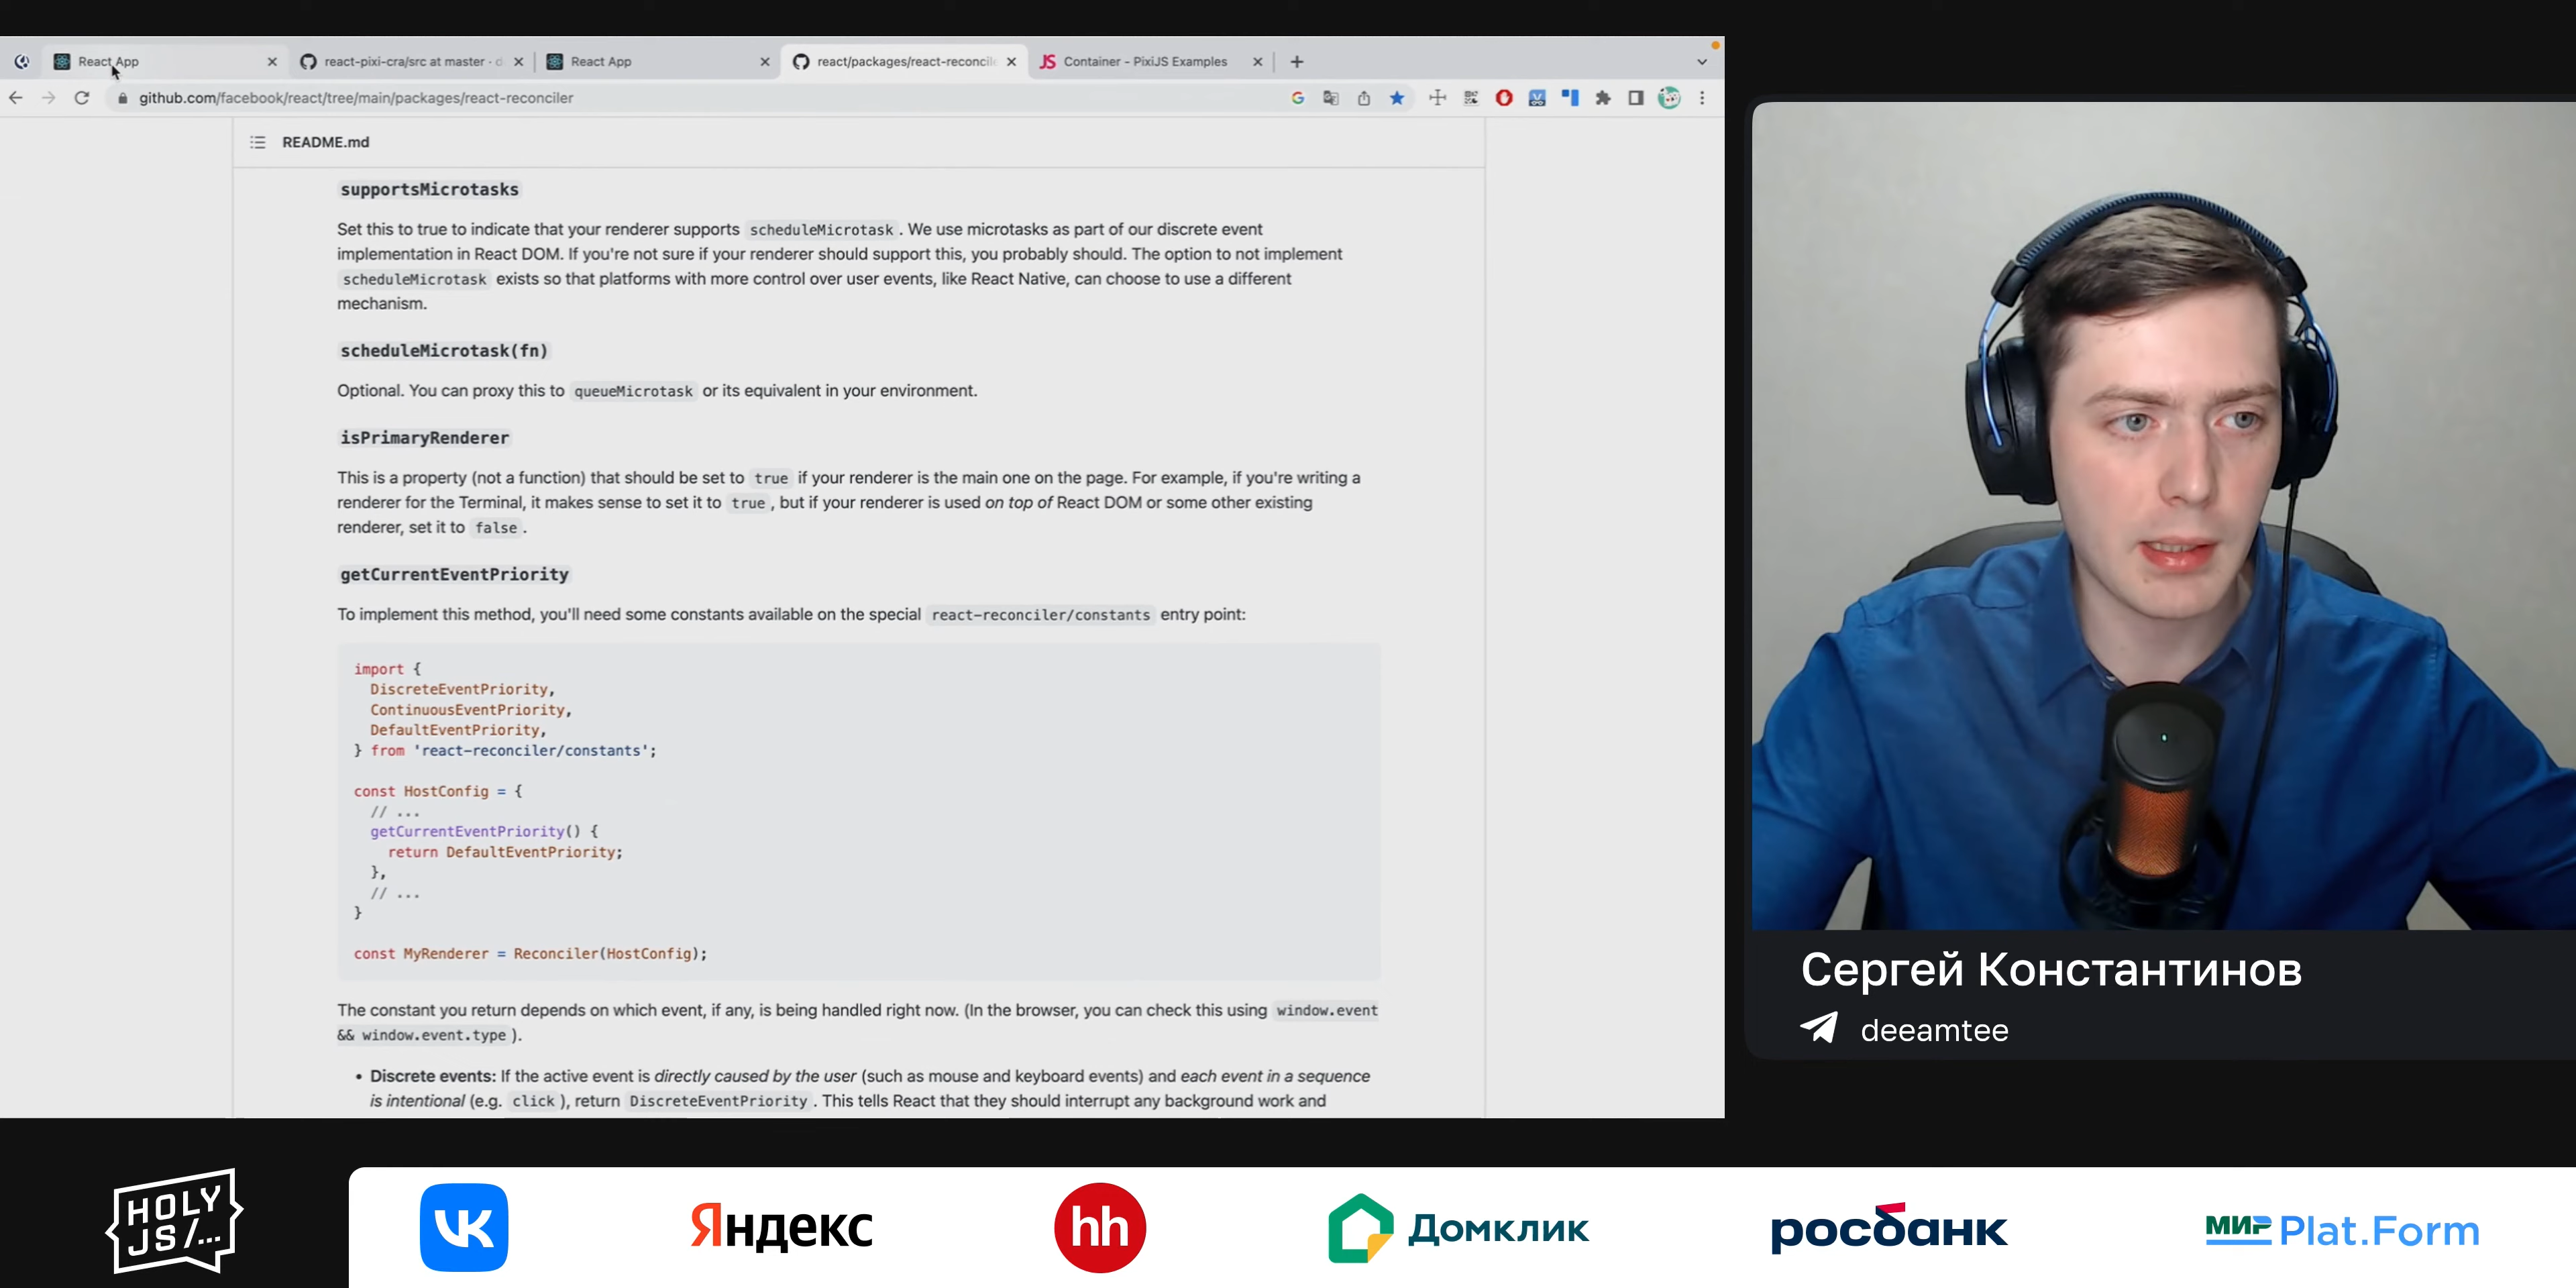 React App
react-pixi-cra/src at master · d
React App
react/packages/react-reconcile
JS Container - PixiJS Examples
github.com/facebook/react/tree/main/packages/react-reconciler
README.md
supportsMicrotasks
Set this to true to indicate that your renderer supports scheduleMicrotask. We use microtasks as part of our discrete event
implementation in React DOM. If you're not sure if your renderer should support this, you probably should. The option to not implement
scheduleMicrotask exists so that platforms with more control over user events, like React Native, can choose to use a different
mechanism.
scheduleMicrotask(fn)
Optional. You can proxy this to queueMicrotask or its equivalent in your environment.
isPrimaryRenderer
This is a property (not a function) that should be set to true if your renderer is the main one on the page. For example, if you're writing a
renderer for the Terminal, it makes sense to set it to true, but if your renderer is used on top of React DOM or some other existing
renderer, set it to false.
getCurrentEventPriority
To implement this method, you'll need some constants available on the special react-reconciler/constants entry point:
import {
DiscreteEventPriority,
ContinuousEventPriority,
DefaultEventPriority,
} from 'react-reconciler/constants';
const HostConfig = {
// ...
getCurrentEventPriority() {
return DefaultEventPriority;
},
// ...
}
const MyRenderer = Reconciler(HostConfig);
The constant you return depends on which event, if any, is being handled right now. (In the browser, you can check this using window.event
&& window.event.type).
• Discrete events: If the active event is directly caused by the user (such as mouse and keyboard events) and each event in a sequence
is intentional (e.g. click), return DiscreteEventPriority. This tells React that they should interrupt any background work and
Сергей Константинов
deeamtee
HOLY
JS/...
VK
Яндекс
hh
Домклик
росбанк
МИР Plat.Form